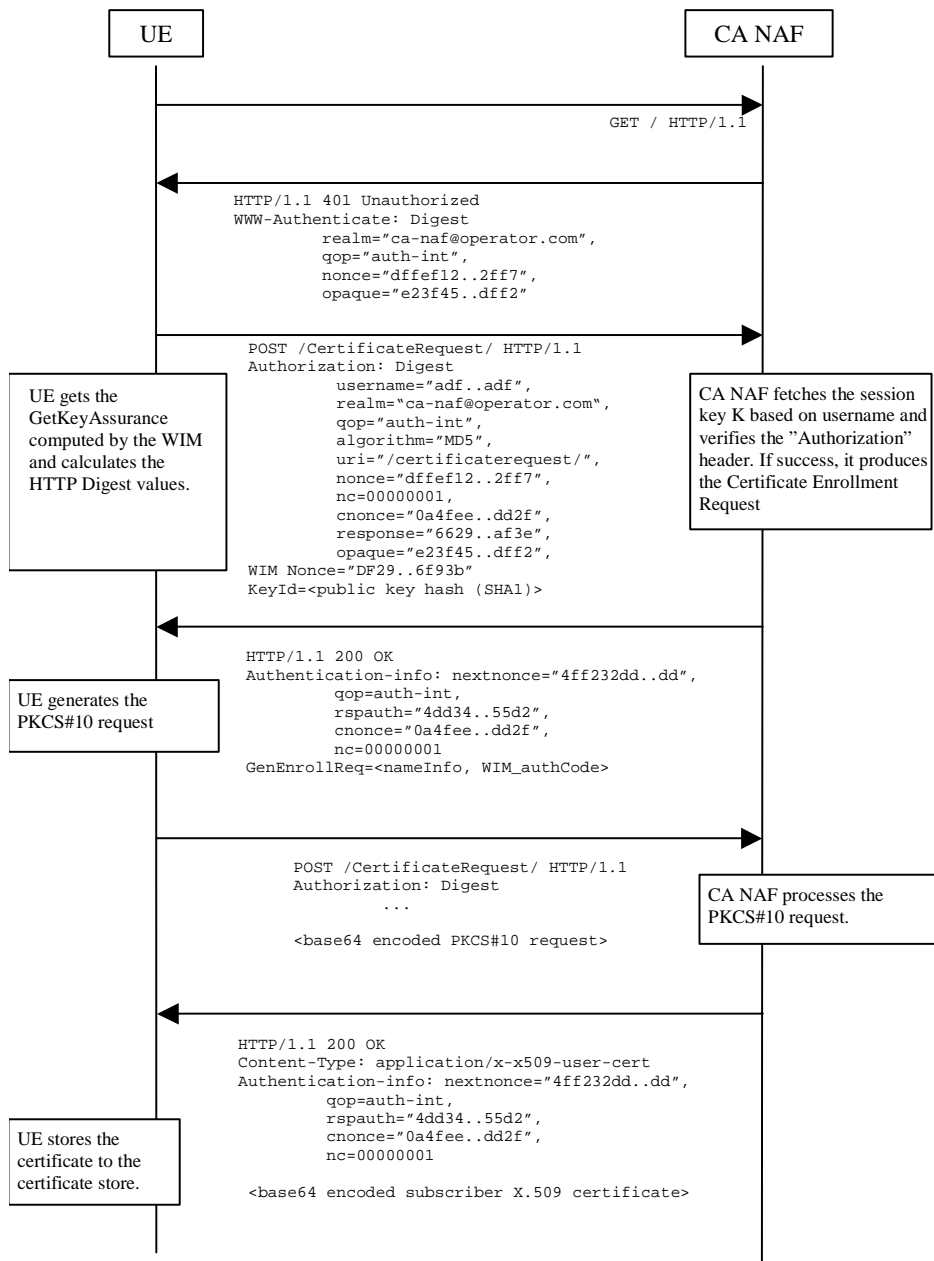 UE
CA NAF
GET / HTTP/1.1
HTTP/1.1 401 Unauthorized
WWW-Authenticate: Digest
realm="ca-naf@operator.com",
qop="auth-int",
nonce="dffef12..2ff7",
opaque="e23f45..dff2"
POST /CertificateRequest/ HTTP/1.1
Authorization: Digest
username="adf..adf",
realm="ca-naf@operator.com",
qop="auth-int",
algorithm="MD5",
uri="/certificaterequest/",
nonce="dffef12..2ff7",
nc=00000001,
cnonce="0a4fee..dd2f",
response="6629..af3e",
opaque="e23f45..dff2",
WIM Nonce="DF29..6f93b"
KeyId=<public key hash (SHA1)>
UE gets the
GetKeyAssurance
computed by the WIM
and calculates the
HTTP Digest values.
CA NAF fetches the session
key K based on username and
verifies the ”Authorization”
header. If success, it produces
the Certificate Enrollment
Request
HTTP/1.1 200 OK
Authentication-info: nextnonce="4ff232dd..dd",
qop=auth-int,
rspauth="4dd34..55d2",
cnonce="0a4fee..dd2f",
nc=00000001
GenEnrollReq=<nameInfo, WIM_authCode>
UE generates the
PKCS#10 request
POST /CertificateRequest/ HTTP/1.1
Authorization: Digest
...
<base64 encoded PKCS#10 request>
CA NAF processes the
PKCS#10 request.
HTTP/1.1 200 OK
Content-Type: application/x-x509-user-cert
Authentication-info: nextnonce="4ff232dd..dd",
qop=auth-int,
rspauth="4dd34..55d2",
cnonce="0a4fee..dd2f",
nc=00000001
<base64 encoded subscriber X.509 certificate>
UE stores the
certificate to the
certificate store.